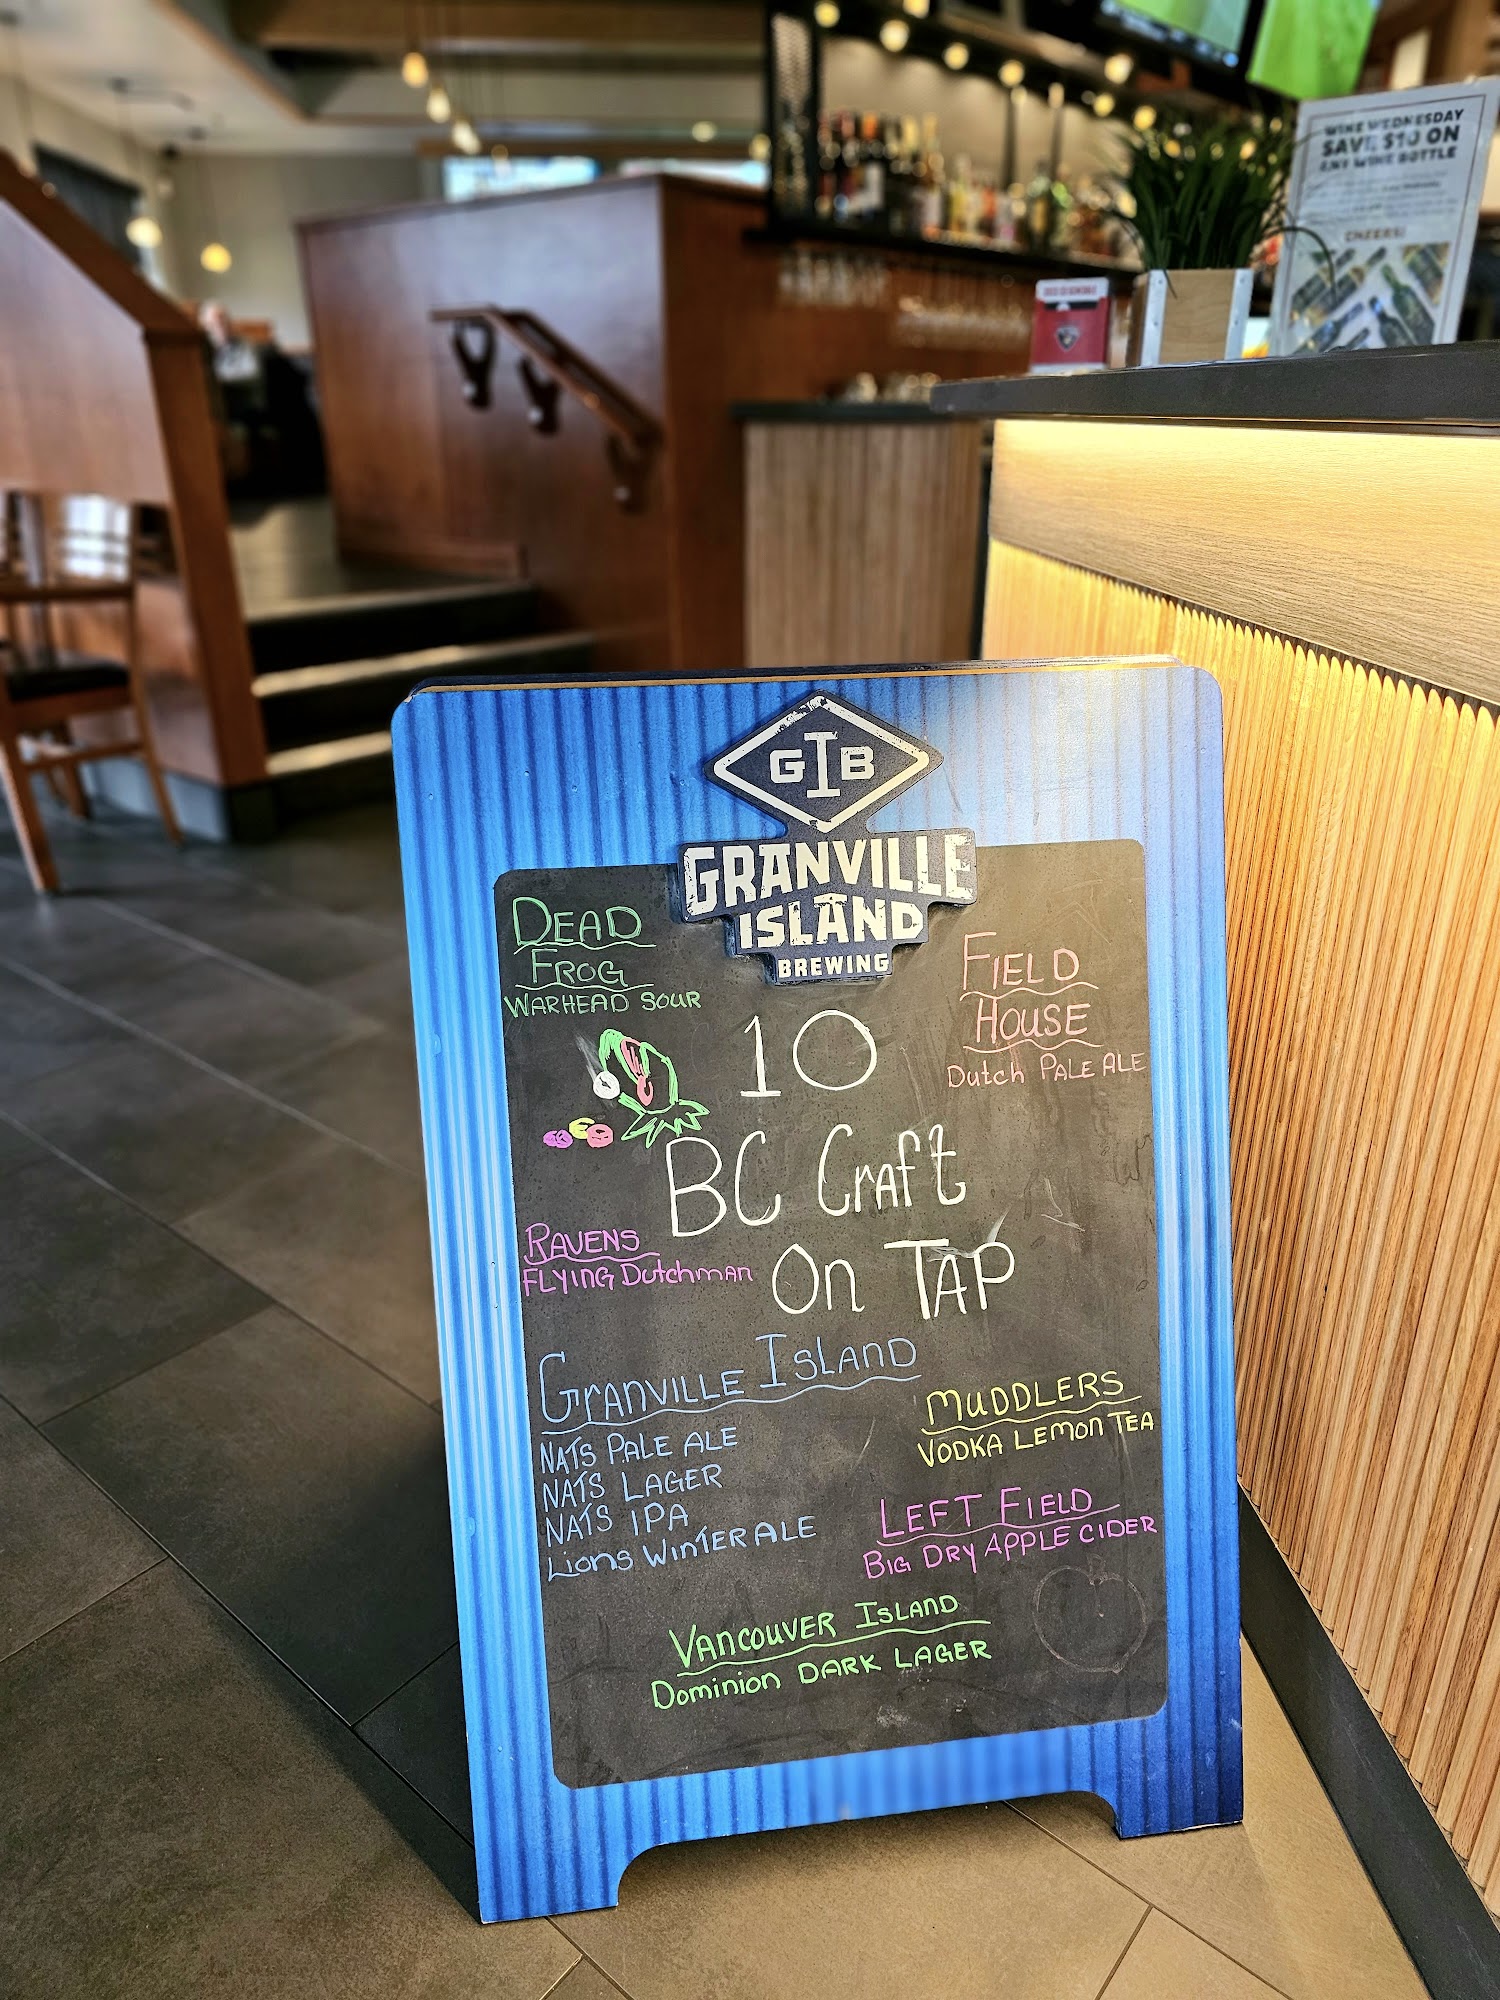 WINE WEDNESDAY
SAVE $10 ON
ANY WINE BOTTLE
CHEERS!
GIB
GRANVILLE
ISLAND
BREWING
DEAD
FROG
WARHEAD SOUR
FIELD
HOUSE
Dutch PALE ALE
10
BC Craft
On TAP
RAVENS
FLYING Dutchman
GRANVILLE ISLAND
NATS PALE ALE
NATS LAGER
NATS IPA
Lions WINTER ALE
MUDDLERS
VODKA LEMON TEA
LEFT FIELD
BIG DRY APPLE CIDER
VANCOUVER ISLAND
Dominion DARK LAGER